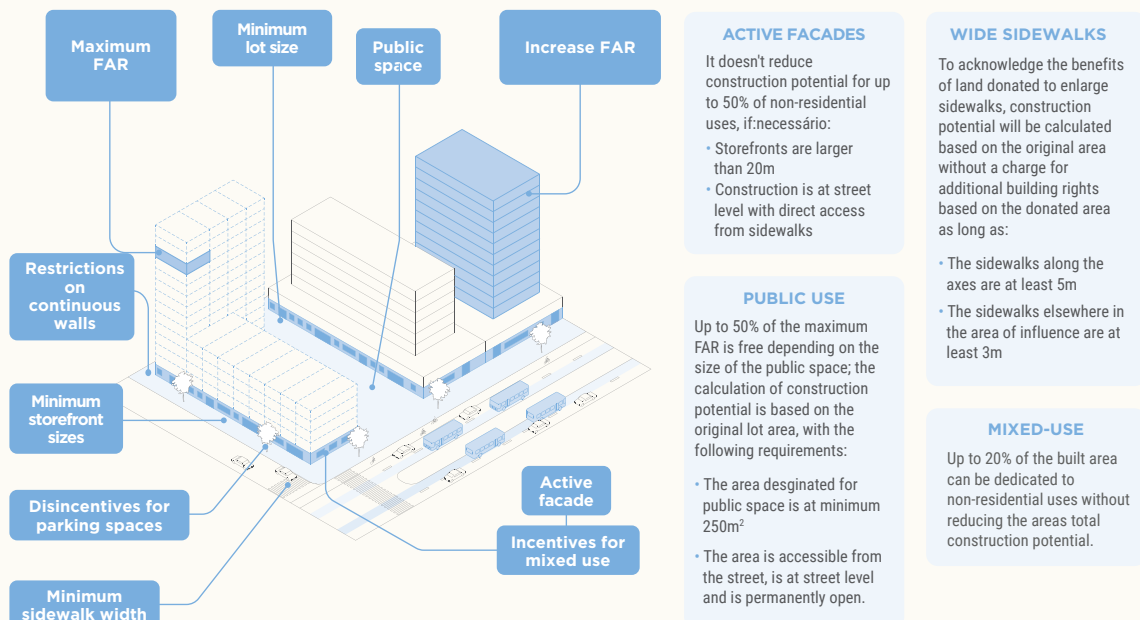 Maximum
FAR
Minimum
lot size
Public
space
Increase FAR
Restrictions
on
continuous
walls
Minimum
storefront
sizes
Disincentives for
parking spaces
Minimum
sidewalk width
Active
facade
Incentives for
mixed use
ACTIVE FACADES
It doesn't reduce
construction potential for up
to 50% of non-residential
uses, if:necessário:
• Storefronts are larger
than 20m
• Construction is at street
level with direct access
from sidewalks
PUBLIC USE
Up to 50% of the maximum
FAR is free depending on the
size of the public space; the
calculation of construction
potential is based on the
original lot area, with the
following requirements:
• The area desginated for
public space is at minimum
250m²
• The area is accessible from
the street, is at street level
and is permanently open.
WIDE SIDEWALKS
To acknowledge the benefits
of land donated to enlarge
sidewalks, construction
potential will be calculated
based on the original area
without a charge for
additional building rights
based on the donated area
as long as:
• The sidewalks along the
axes are at least 5m
• The sidewalks elsewhere in
the area of influence are at
least 3m
MIXED-USE
Up to 20% of the built area
can be dedicated to
non-residential uses without
reducing the areas total
construction potential.